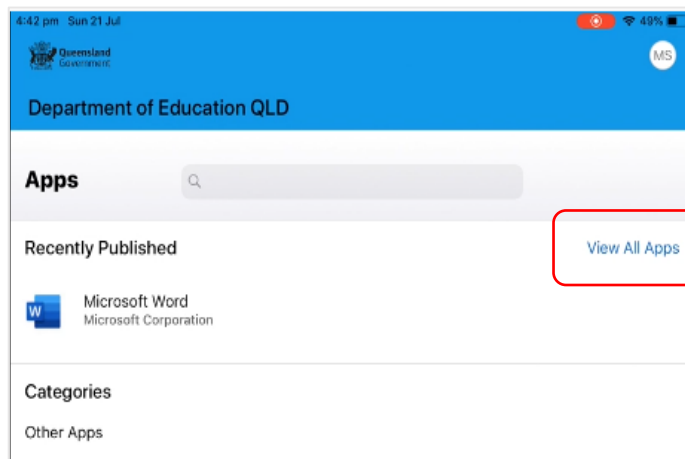 4:42 pm Sun 21 Jul
49%
Queensland
Government
MS
Department of Education QLD
Apps
Recently Published
View All Apps
W
Microsoft Word
Microsoft Corporation
Categories
Other Apps